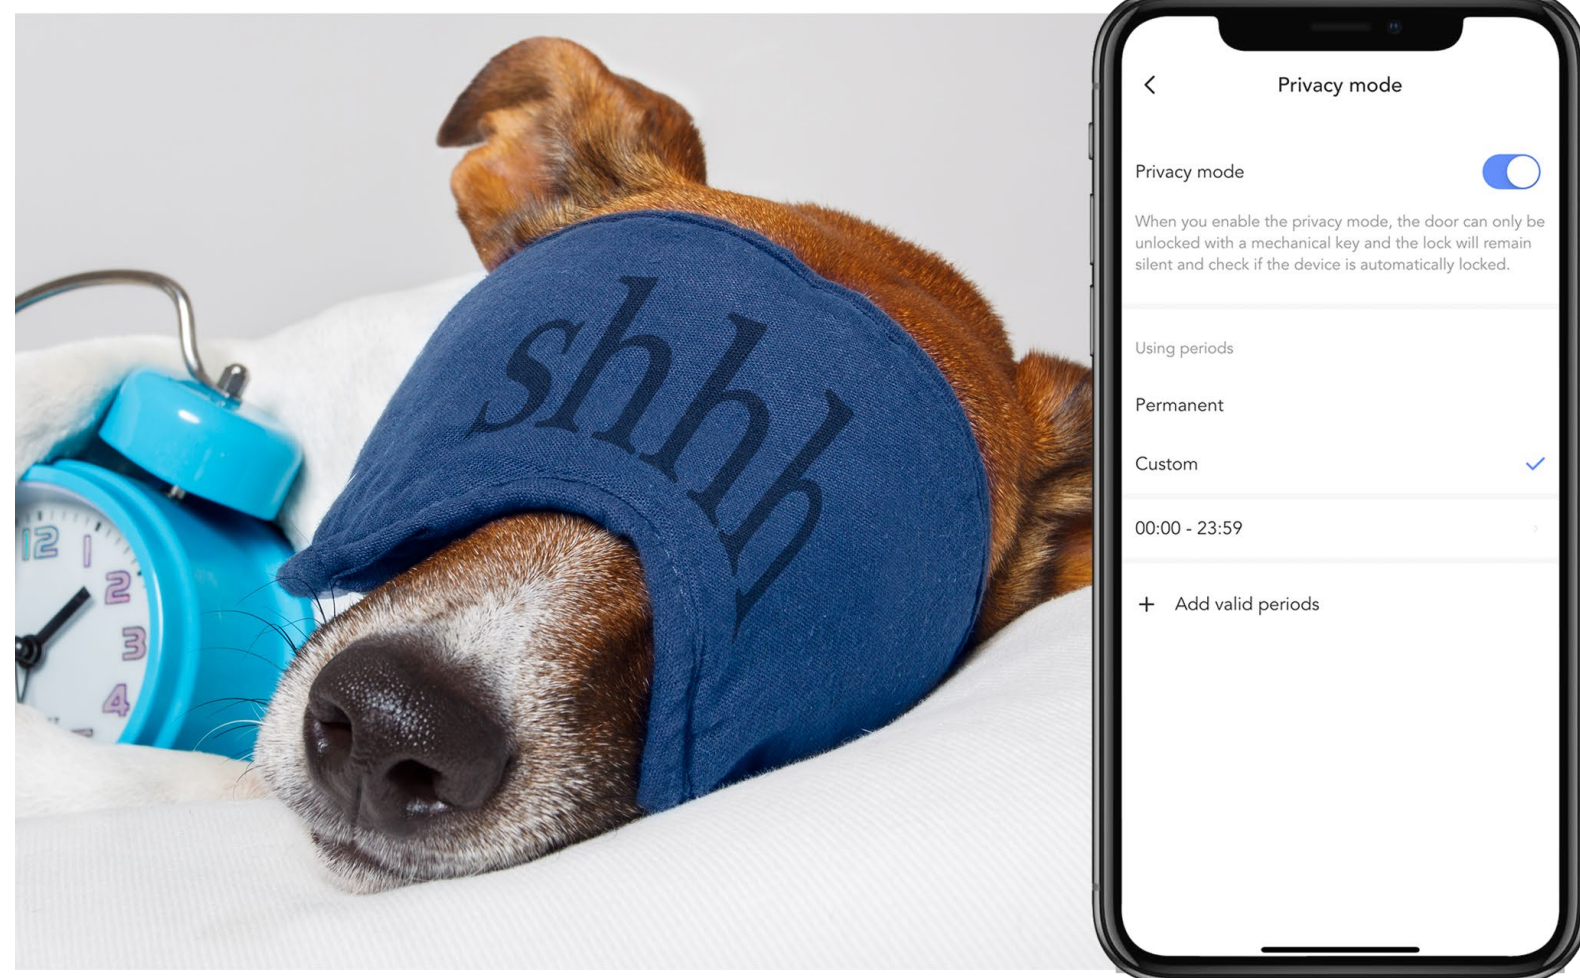 shhh
12
1
2
3
4
Privacy mode
Privacy mode
When you enable the privacy mode, the door can only be
unlocked with a mechanical key and the lock will remain
silent and check if the device is automatically locked.
Using periods
Permanent
Custom
00:00 - 23:59
+ Add valid periods